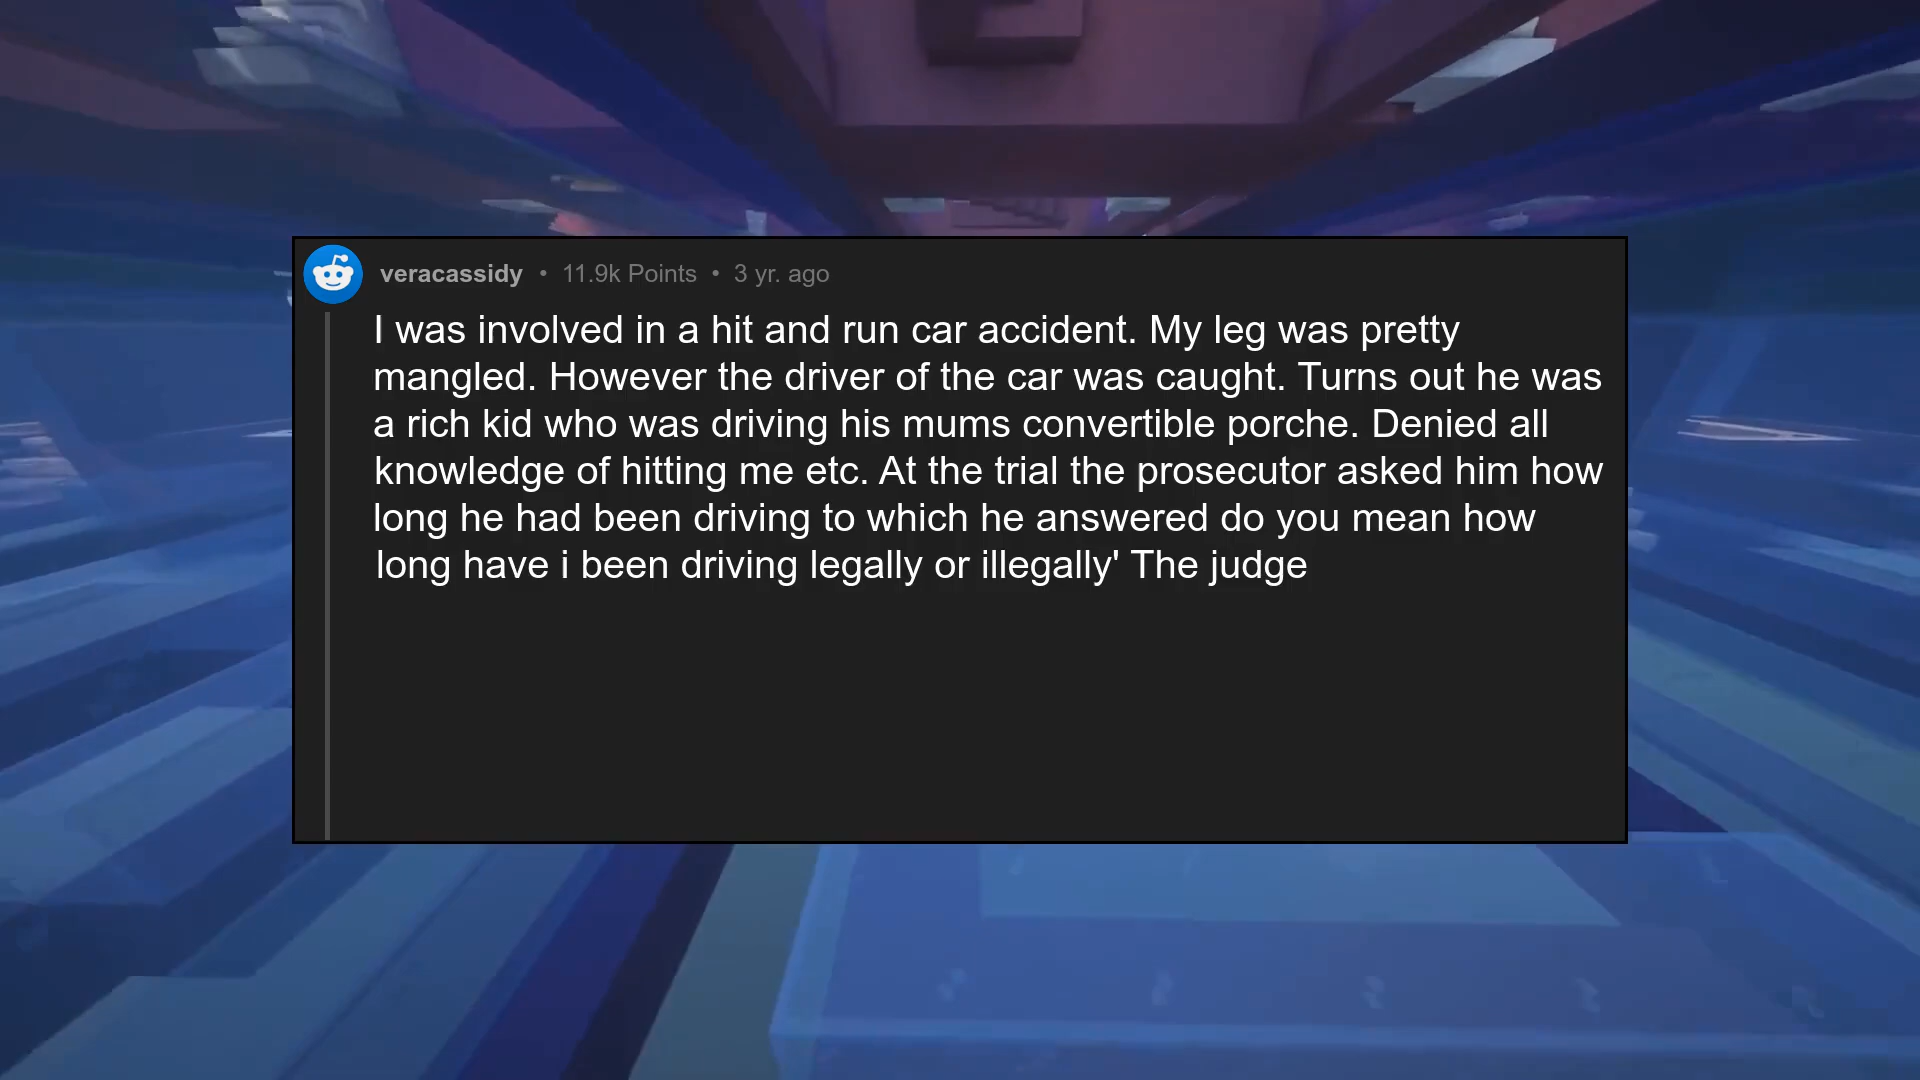 veracassidy • 11.9k Points • 3 yr. ago
I was involved in a hit and run car accident. My leg was pretty
mangled. However the driver of the car was caught. Turns out he was
a rich kid who was driving his mums convertible porche. Denied all
knowledge of hitting me etc. At the trial the prosecutor asked him how
long he had been driving to which he answered do you mean how
long have i been driving legally or illegally' The judge